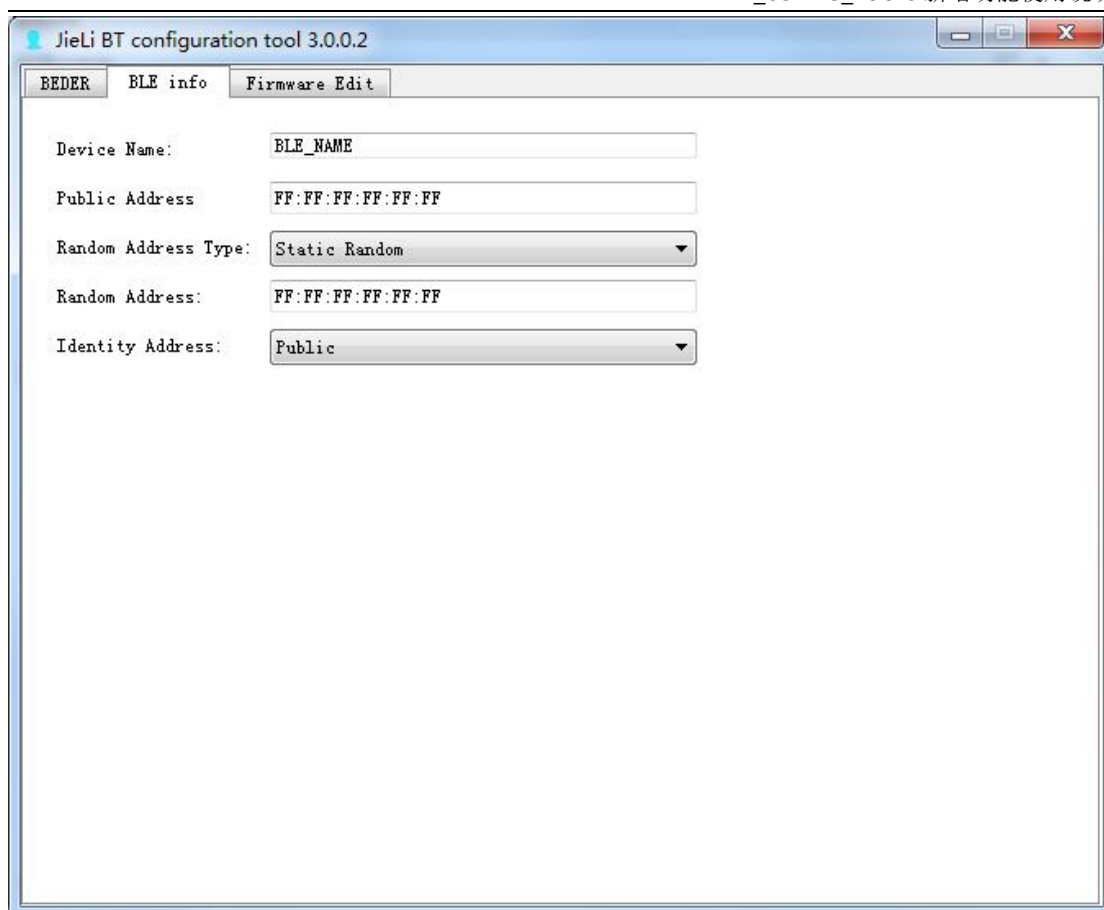 JieLi BT configuration tool 3.0.0.2
BEDER BLE info Firmware Edit
Device Name: BLE_NAME
Public Address FF:FF:FF:FF:FF:FF
Random Address Type: Static Random
Random Address: FF:FF:FF:FF:FF:FF
Identity Address: Public